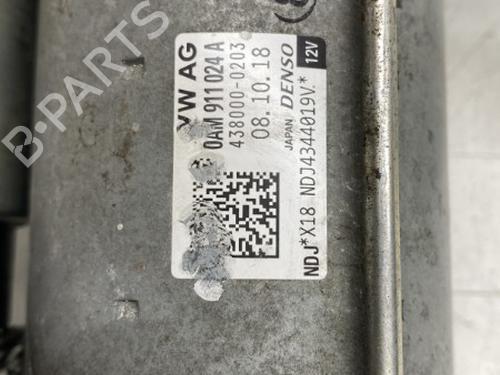 VW AG
0AM 911 024 A
438000-0203
08.10.18
JAPAN DENSO 12V
NDJ*X18 NDJ4344019V.*
B-PARTS